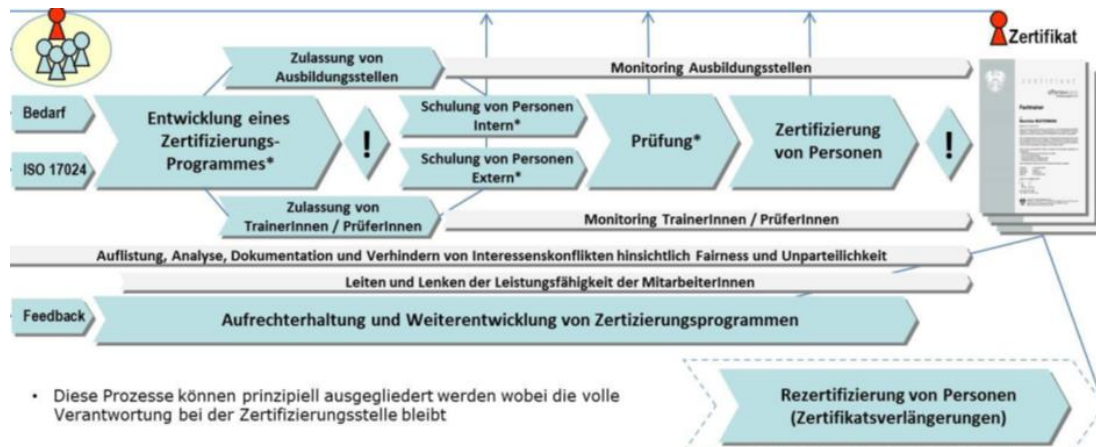 Zertifikat
Zulassung von
Ausbildungsstellen
Monitoring Ausbildungsstellen
Bedarf
ISO 17024
Entwicklung eines
Zertifizierungs-
Programmes*
!
Schulung von Personen
Intern*
Schulung von Personen
Extern*
Prüfung*
Zertifizierung
von Personen
!
Zulassung von
TrainerInnen / PrüferInnen
Monitoring TrainerInnen / PrüferInnen
Auflistung, Analyse, Dokumentation und Verhindern von Interessenskonflikten hinsichtlich Fairness und Unparteilichkeit
Leiten und Lenken der Leistungsfähigkeit der MitarbeiterInnen
Feedback
Aufrechterhaltung und Weiterentwicklung von Zertizierungsprogrammen
• Diese Prozesse können prinzipiell ausgegliedert werden wobei die volle
Verantwortung bei der Zertifizierungsstelle bleibt
Rezertifizierung von Personen
(Zertifikatsverlängerungen)